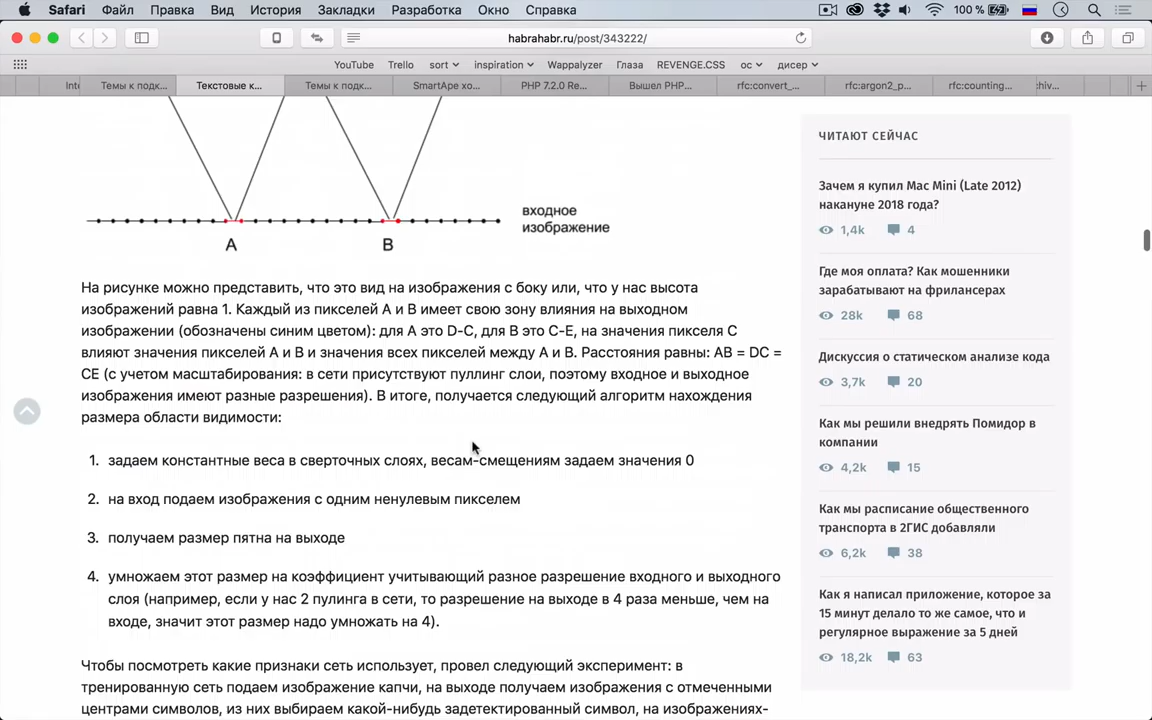 Safari Файл Правка Вид История Закладки Разработка Окно Справка 100 %
habrahabr.ru/post/343222/
YouTube Trello sort inspiration Wappalyzer Глаза REVENGE.CSS ос дисер
Темы к подк... Текстовые к... Темы к подк... SmartApe хо... PHP 7.2.0 Re... Вышел PHP... rfc:convert_... rfc:argon2_p... rfc:counting...
входное
изображение
A B
На рисунке можно представить, что это вид на изображения с боку или, что у нас высота
изображений равна 1. Каждый из пикселей A и B имеет свою зону влияния на выходном
изображении (обозначены синим цветом): для A это D-C, для B это C-E, на значения пикселя C
влияют значения пикселей A и B и значения всех пикселей между A и B. Расстояния равны: AB = DC =
CE (с учетом масштабирования: в сети присутствуют пуллинг слои, поэтому входное и выходное
изображения имеют разные разрешения). В итоге, получается следующий алгоритм нахождения
размера области видимости:
1. задаем константные веса в сверточных слоях, весам-смещениям задаем значения 0
2. на вход подаем изображения с одним ненулевым пикселем
3. получаем размер пятна на выходе
4. умножаем этот размер на коэффициент учитывающий разное разрешение входного и выходного
слоя (например, если у нас 2 пулинга в сети, то разрешение на выходе в 4 раза меньше, чем на
входе, значит этот размер надо умножать на 4).
Чтобы посмотреть какие признаки сеть использует, провел следующий эксперимент: в
тренированную сеть подаем изображение капчи, на выходе получаем изображения с отмеченными
центрами символов, из них выбираем какой-нибудь задетектированный символ, на изображениях-
ЧИТАЮТ СЕЙЧАС
Зачем я купил Mac Mini (Late 2012)
накануне 2018 года?
1,4k 4
Где моя оплата? Как мошенники
зарабатывают на фрилансерах
28k 68
Дискуссия о статическом анализе кода
3,7k 20
Как мы решили внедрять Помидор в
компании
4,2k 15
Как мы расписание общественного
транспорта в 2ГИС добавляли
6,2k 38
Как я написал приложение, которое за
15 минут делало то же самое, что и
регулярное выражение за 5 дней
18,2k 63